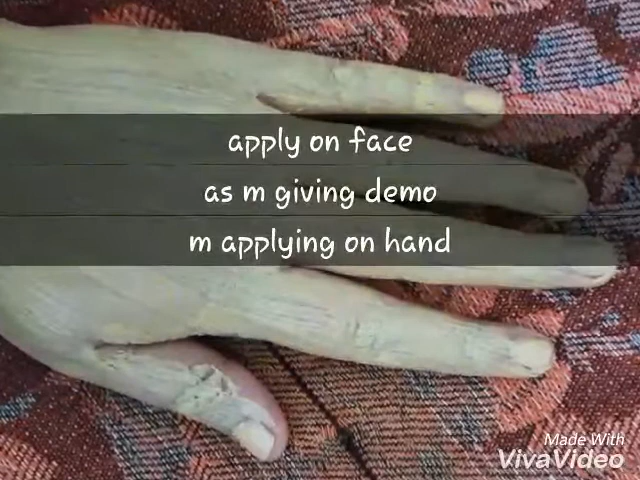 apply on face
as m giving demo
m applying on hand
Made With
VivaVideo